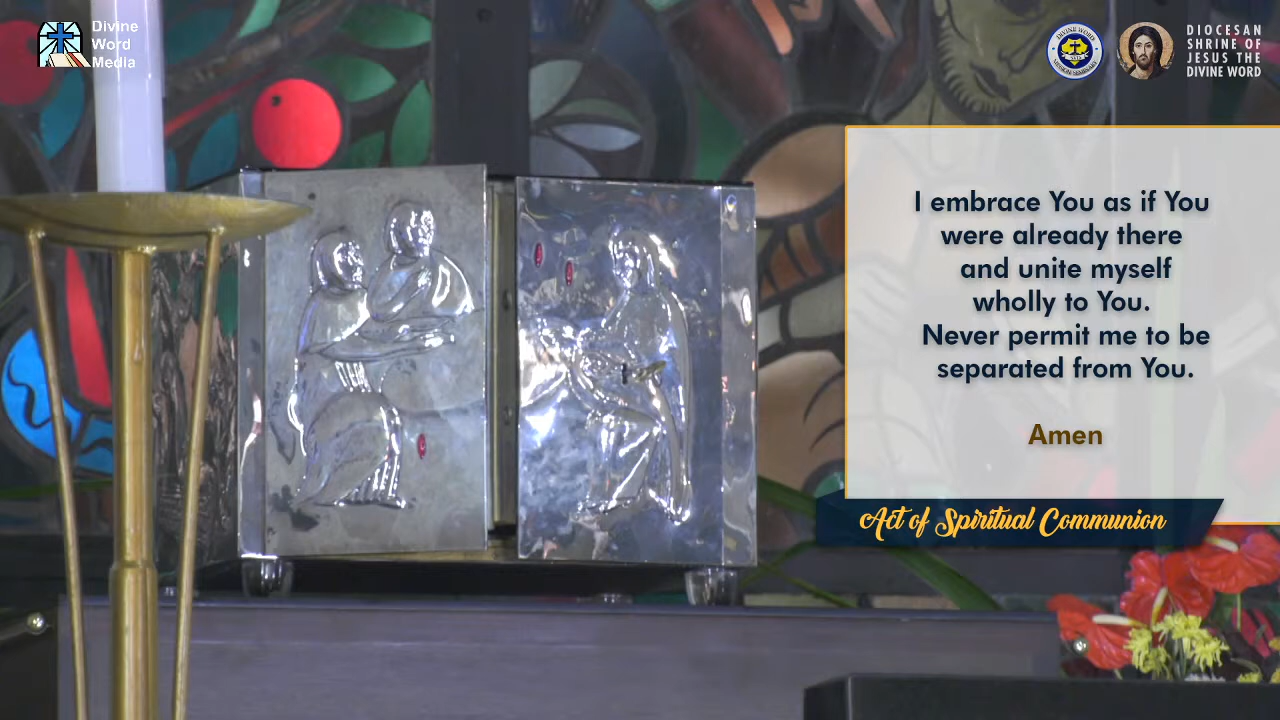 Divine
Word
Media
DIOCESAN
SHRINE OF
JESUS THE
DIVINE WORD
I embrace You as if You
were already there
and unite myself
wholly to You.
Never permit me to be
separated from You.
Amen
Act of Spiritual Communion